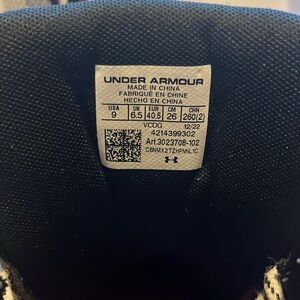 UNDER ARMOUR
MADE IN CHINA
FABRIQUÉ EN CHINE
HECHO EN CHINA
USA UK EUR CM CHN
9 6.5 40.5 26 260(2)
VCDG 12/22
4214399302
Art.3023708-102